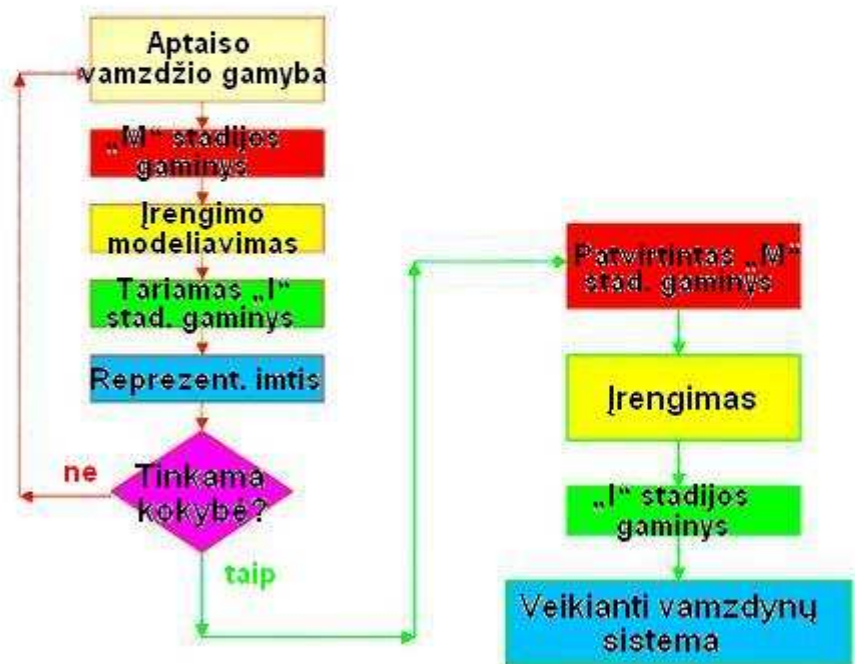 Aptaiso
vamzdžio gamyba
„M“ stadijos
gaminys
Įrengimo
modeliavimas
Tariamas „I“
stad. gaminys
Reprezent. imtis
Tinkama
kokybė?
ne
taip
Patvirtintas „M“
stad. gaminys
Įrengimas
„I“ stadijos
gaminys
Veikianti vamzdynų
sistema